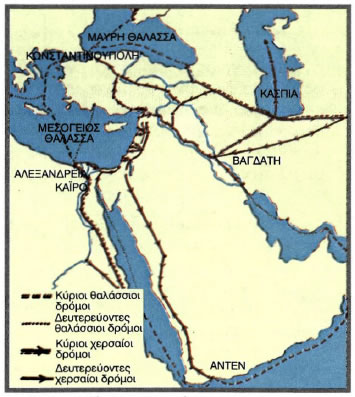 ΜΑΥΡΗ ΘΑΛΑΣΣΑ
ΚΩΝΣΤΑΝΤΙΝΟΥΠΟΛΗ
ΚΑΣΠΙΑ
ΜΕΣΟΓΕΙΟΣ
ΘΑΛΑΣΣΑ
ΒΑΓΔΑΤΗ
ΑΛΕΞΑΝΔΡΕΙΑ
ΚΑΪΡΟ
Κύριοι θαλάσσιοι
δρόμοι
Δευτερεύοντες
θαλάσσιοι δρόμοι
Κύριοι χερσαίοι
δρόμοι
Δευτερεύοντες
χερσαίοι δρόμοι
ΑΝΤΕΝ